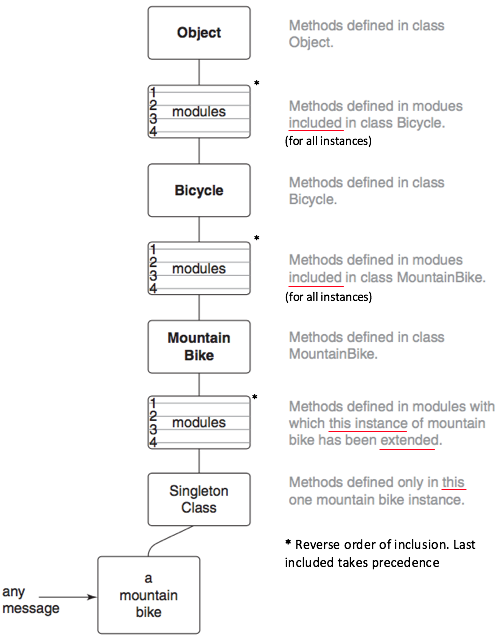 Object
Methods defined in class
Object.
*
1
2
3
4
modules
Methods defined in modues
included in class Bicycle.
(for all instances)
Bicycle
Methods defined in class
Bicycle.
*
1
2
3
4
modules
Methods defined in modues
included in class MountainBike.
(for all instances)
Mountain
Bike
Methods defined in class
MountainBike.
*
1
2
3
4
modules
Methods defined in modules with
which this instance of mountain
bike has been extended.
Singleton
Class
Methods defined only in this
one mountain bike instance.
* Reverse order of inclusion. Last
included takes precedence
any
message
a
mountain
bike